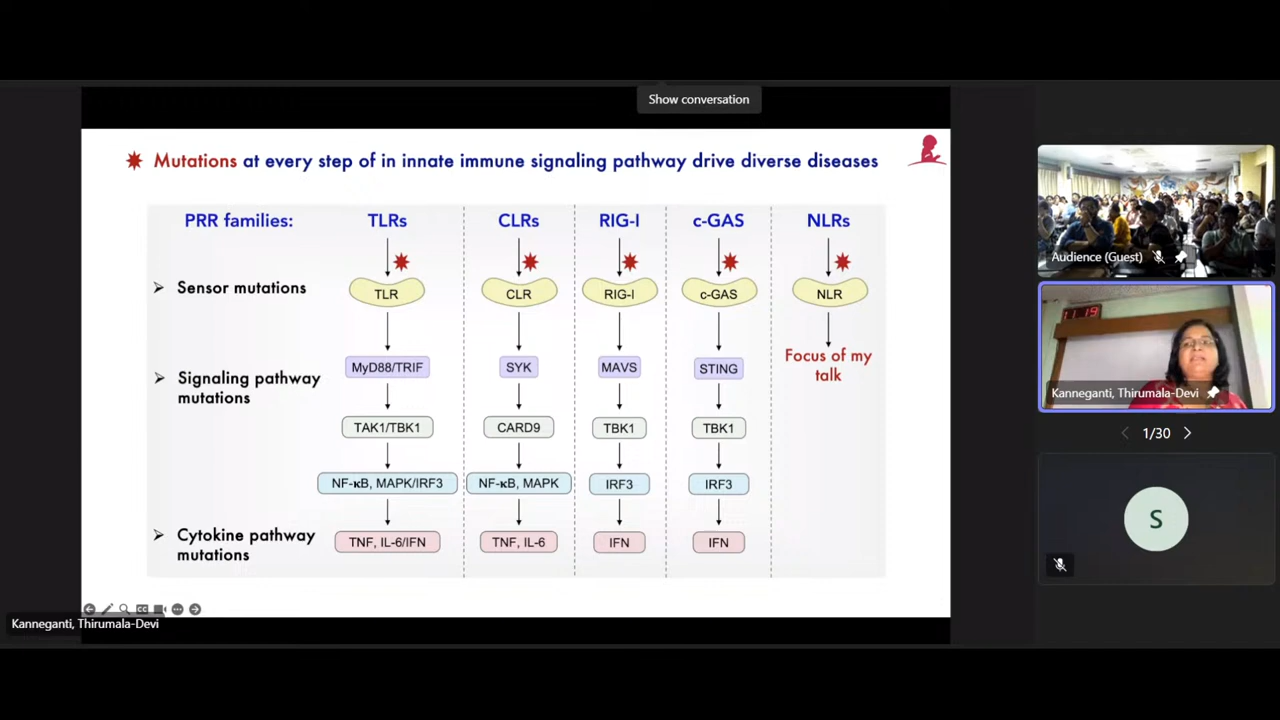 Show conversation
Mutations at every step of in innate immune signaling pathway drive diverse diseases
PRR families:
TLRs
CLRs
RIG-I
c-GAS
NLRs
Sensor mutations
TLR
CLR
RIG-I
c-GAS
NLR
Focus of my
talk
Signaling pathway
mutations
MyD88/TRIF
SYK
MAVS
STING
TAK1/TBK1
CARD9
TBK1
TBK1
NF-κB, MAPK/IRF3
NF-κB, MAPK
IRF3
IRF3
Cytokine pathway
mutations
TNF, IL-6/IFN
TNF, IL-6
IFN
IFN
Kanneganti, Thirumala-Devi
Audience (Guest)
11:19
Kanneganti, Thirumala-Devi
1/30
S